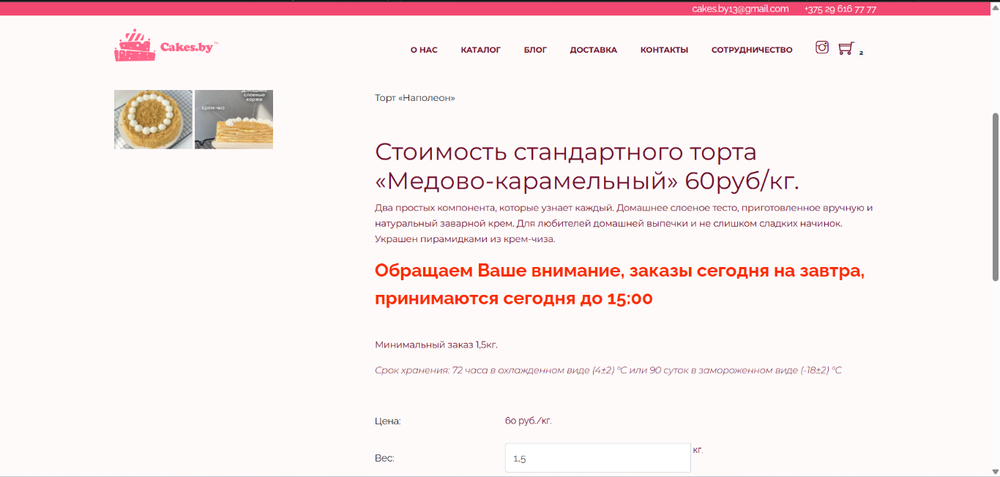 cakes.by13@gmail.com +375 29 616 77 77
Cakes.by™
О НАС КАТАЛОГ БЛОГ ДОСТАВКА КОНТАКТЫ СОТРУДНИЧЕСТВО 2
домашние
слоеные
коржи
крем-чиз
Торт «Наполеон»
Стоимость стандартного торта
«Медово-карамельный» 60руб/кг.
Два простых компонента, которые узнает каждый. Домашнее слоеное тесто, приготовленное вручную и
натуральный заварной крем. Для любителей домашней выпечки и не слишком сладких начинок.
Украшен пирамидками из крем-чиза.
Обращаем Ваше внимание, заказы сегодня на завтра,
принимаются сегодня до 15:00
Минимальный заказ 1,5кг.
Срок хранения: 72 часа в охлажденном виде (4±2) °С или 90 суток в замороженном виде (-18±2) °С
Цена: 60 руб./кг.
Вес: 1,5 кг.